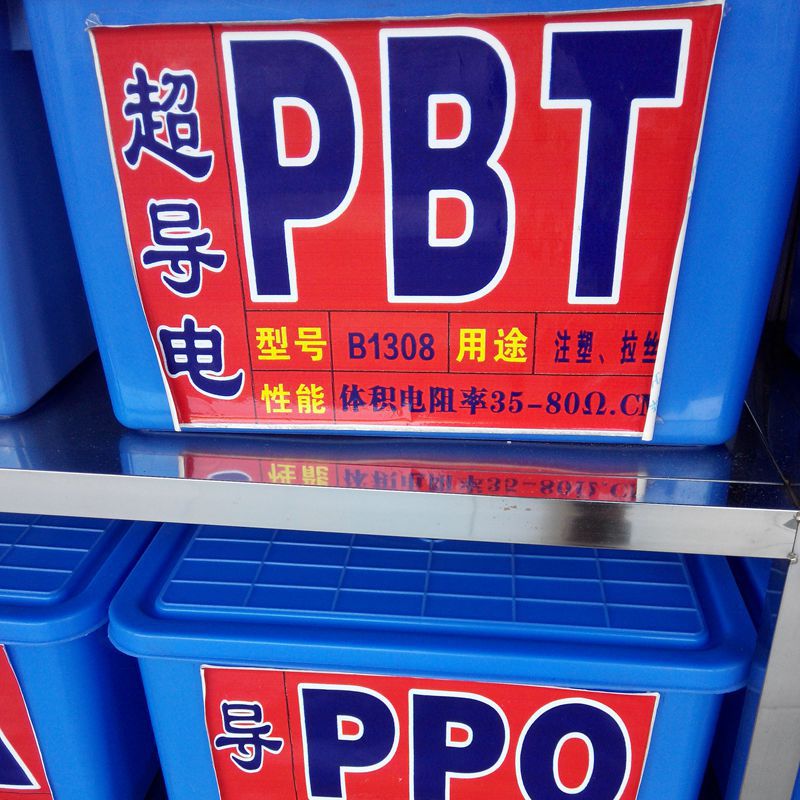 超导电
PBT
型号 B1308 用途 注塑、拉丝
性能 体积电阻率35-80Ω.CM
导
PPO